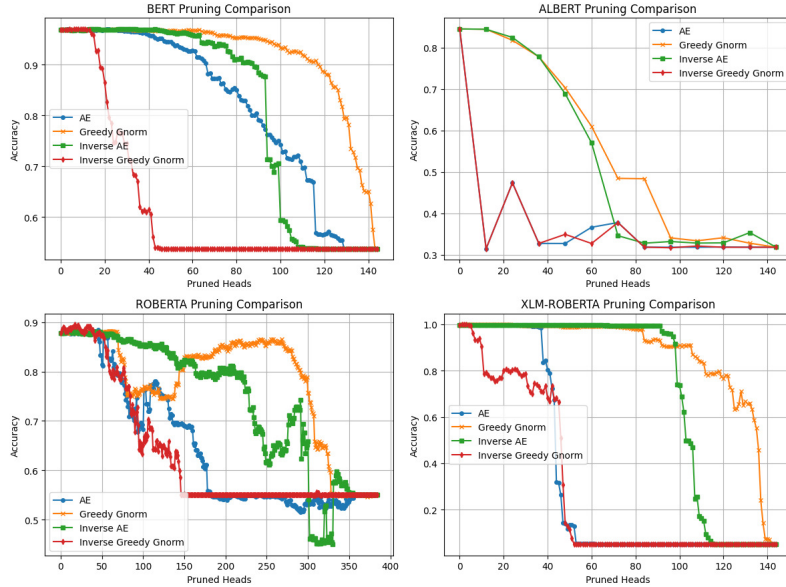 BERT Pruning Comparison
Accuracy
0.9
0.8
0.7
0.6
AE
Greedy Gnorm
Inverse AE
Inverse Greedy Gnorm
0 20 40 60 80 100 120 140
Pruned Heads
ALBERT Pruning Comparison
Accuracy
0.8
0.7
0.6
0.5
0.4
0.3
AE
Greedy Gnorm
Inverse AE
Inverse Greedy Gnorm
0 20 40 60 80 100 120 140
Pruned Heads
ROBERTA Pruning Comparison
Accuracy
0.9
0.8
0.7
0.6
0.5
AE
Greedy Gnorm
Inverse AE
Inverse Greedy Gnorm
0 50 100 150 200 250 300 350 400
Pruned Heads
XLM-ROBERTA Pruning Comparison
Accuracy
1.0
0.8
0.6
0.4
0.2
AE
Greedy Gnorm
Inverse AE
Inverse Greedy Gnorm
0 20 40 60 80 100 120 140
Pruned Heads